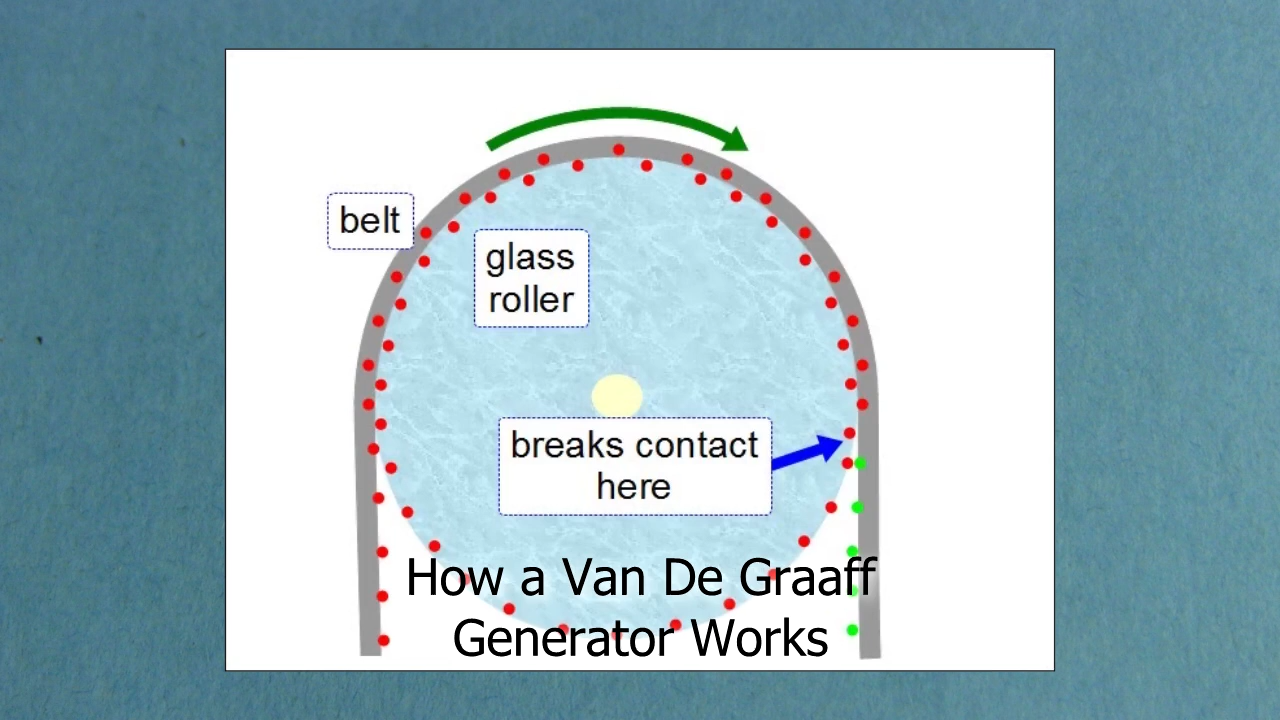 belt
glass
roller
breaks contact
here
How a Van De Graaff
Generator Works